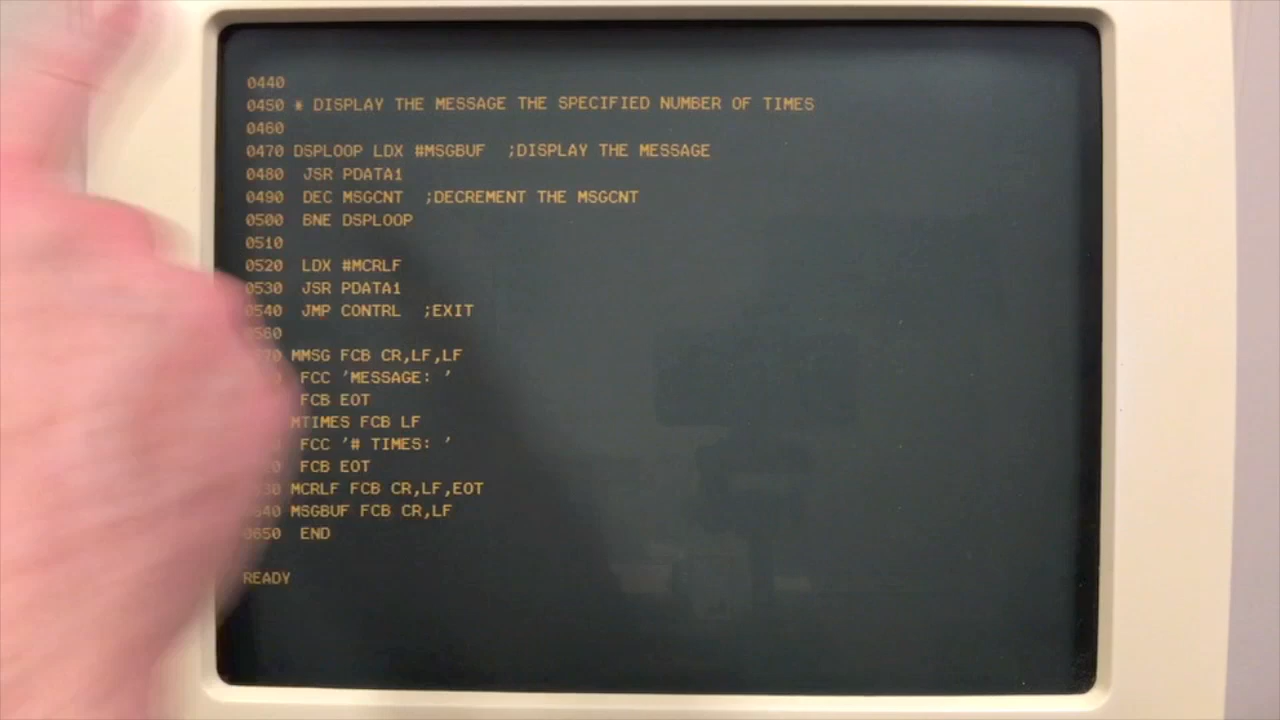 0440
0450 * DISPLAY THE MESSAGE THE SPECIFIED NUMBER OF TIMES
0460
0470 DSPLOOP LDX #MSGBUF ;DISPLAY THE MESSAGE
0480 JSR PDATA1
0490 DEC MSGCNT ;DECREMENT THE MSGCNT
0500 BNE DSPLOOP
0510
0520 LDX #MCRLF
0530 JSR PDATA1
0540 JMP CONTRL ;EXIT
0560
MMSG FCB CR,LF,LF
FCC 'MESSAGE: '
FCB EOT
MTIMES FCB LF
FCC '# TIMES: '
FCB EOT
MCRLF FCB CR,LF,EOT
MSGBUF FCB CR,LF
0650 END
READY